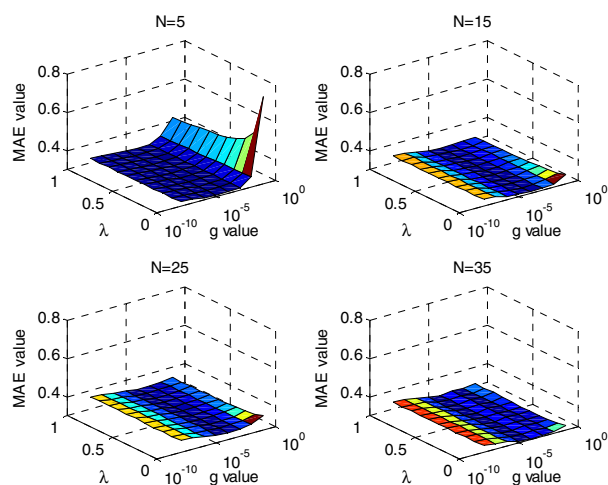 N=5
0.8
0.6
0.4
MAE value
1
0.5
0
λ
10^-10
10^-5
10^0
g value
N=15
0.8
0.6
0.4
MAE value
1
0.5
0
λ
10^-10
10^-5
10^0
g value
N=25
0.8
0.6
0.4
MAE value
1
0.5
0
λ
10^-10
10^-5
10^0
g value
N=35
0.8
0.6
0.4
MAE value
1
0.5
0
λ
10^-10
10^-5
10^0
g value